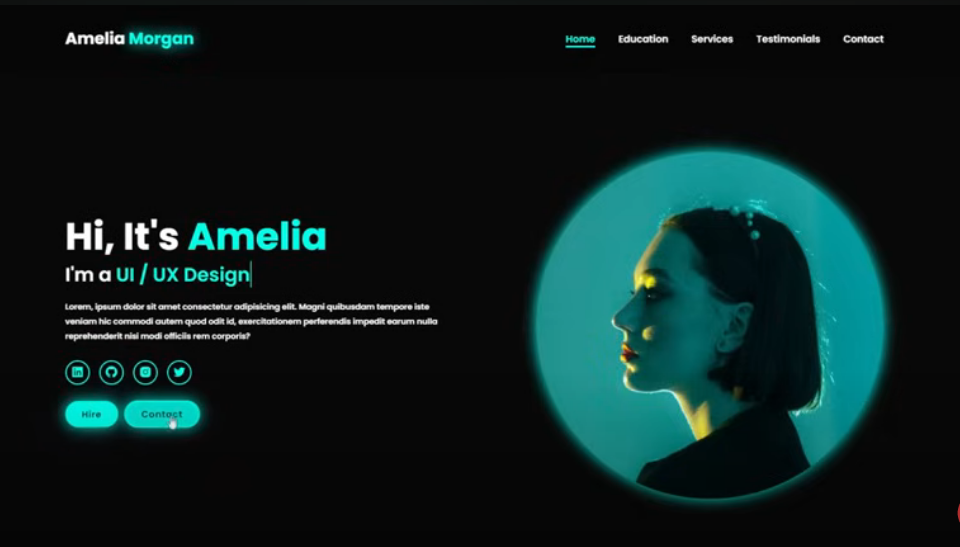 Amelia Morgan
Home Education Services Testimonials Contact
Hi, It's Amelia
I'm a UI / UX Design
Lorem, ipsum dolor sit amet consectetur adipisicing elit. Magni quibusdam tempore iste
veniam hic commodi autem quod odit id, exercitationem perferendis impedit earum nulla
reprehenderit nisi modi officiis rem corporis?
in
Hire Contact